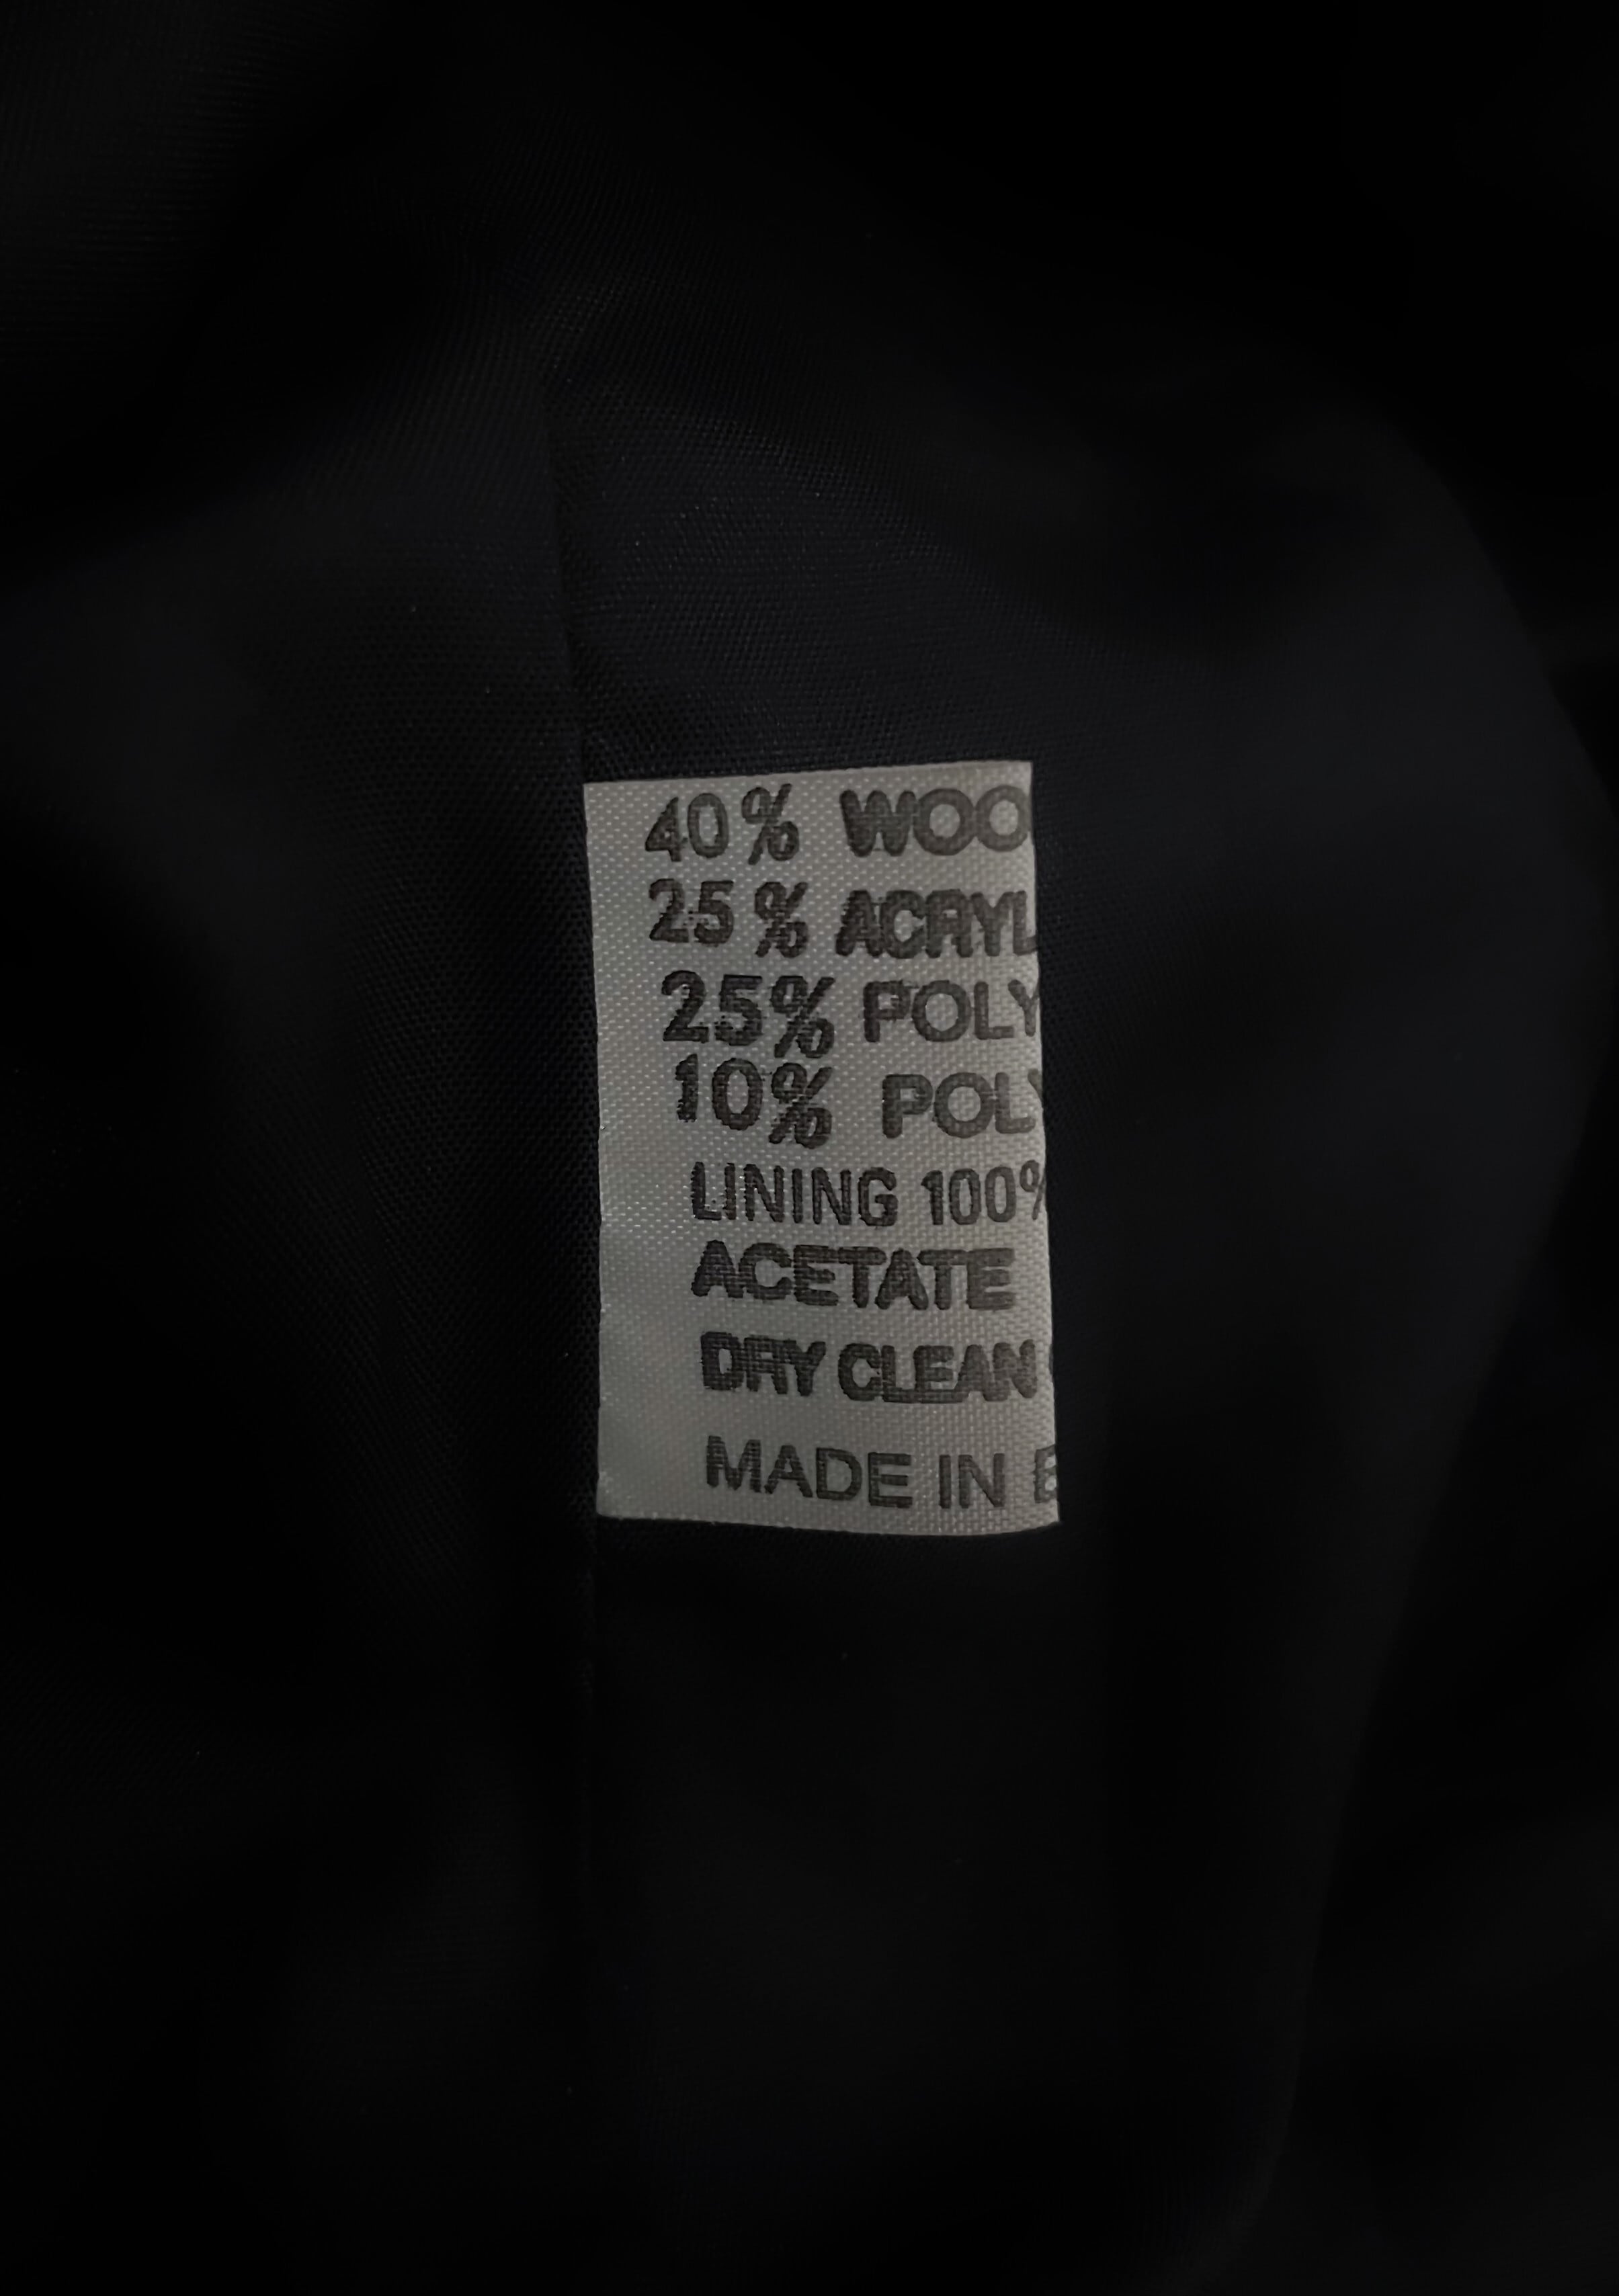 40% WOO
25% ACRYL
25% POLY
10% POLY
LINING 100%
ACETATE
DRY CLEAN
MADE IN E